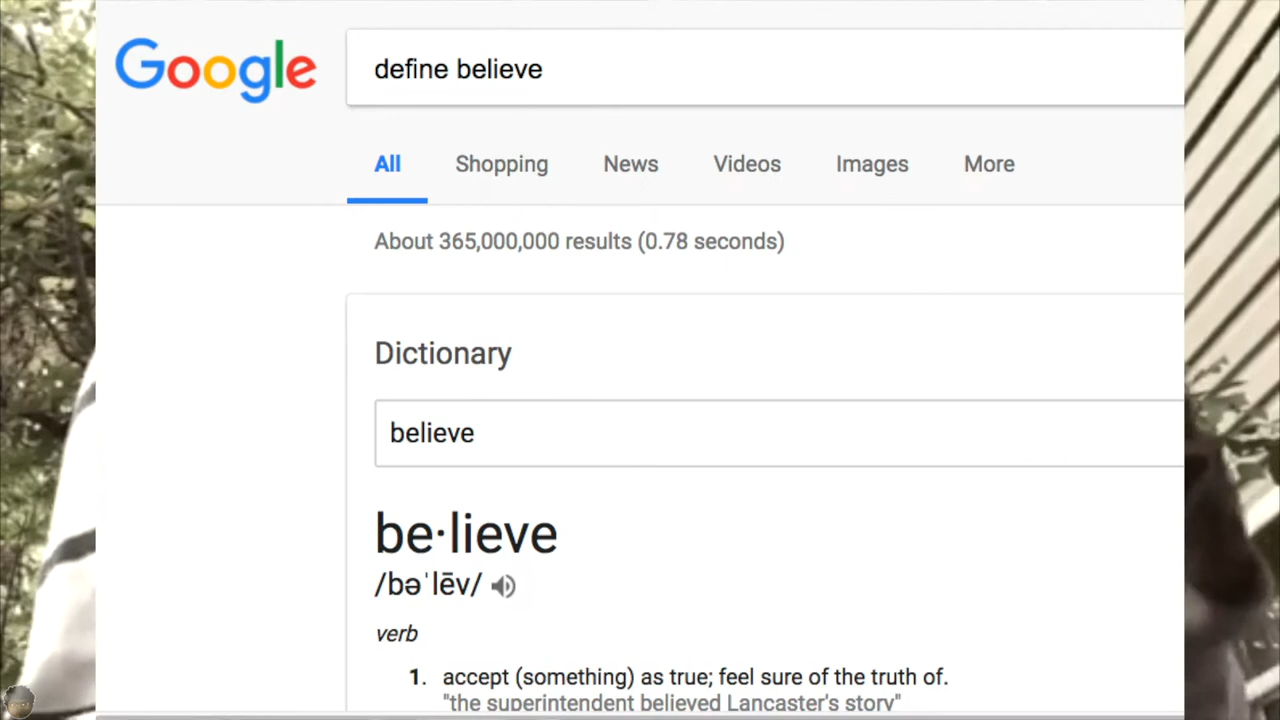 Google
define believe
All Shopping News Videos Images More
About 365,000,000 results (0.78 seconds)
Dictionary
believe
be·lieve
/bəˈlēv/
verb
1. accept (something) as true; feel sure of the truth of.
"the superintendent believed Lancaster's story"